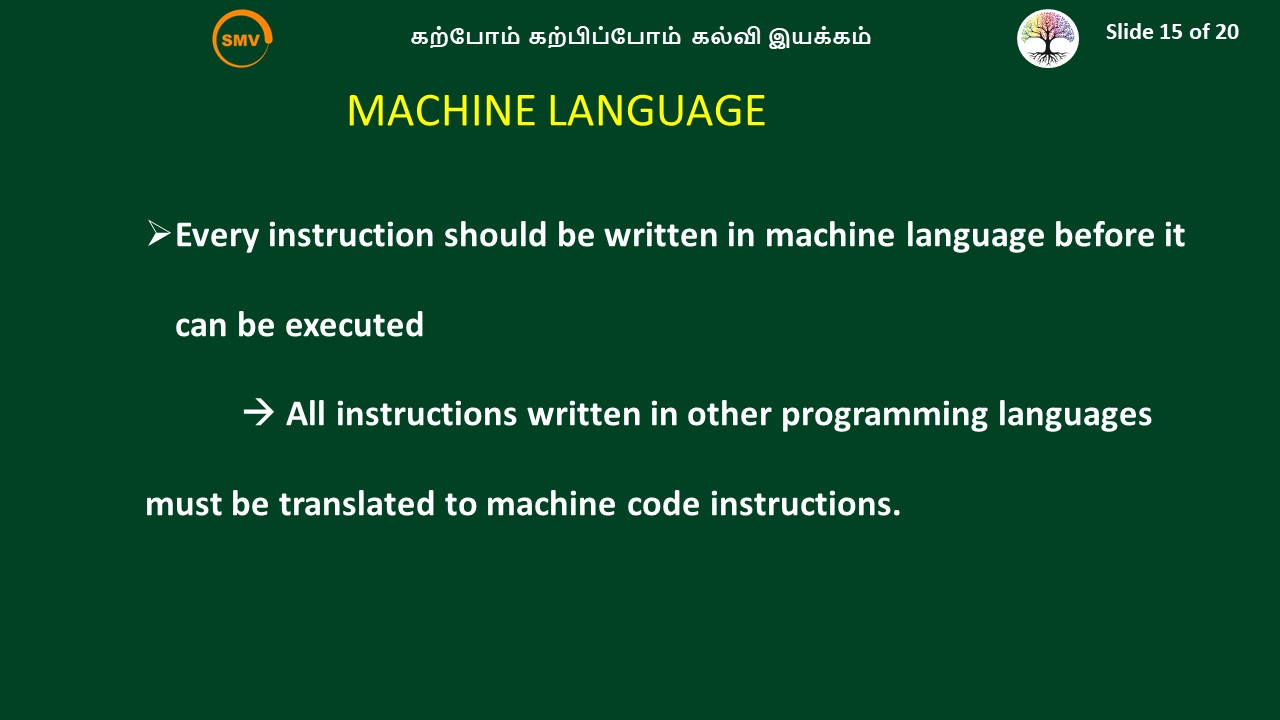 SMV
கற்போம் கற்பிப்போம் கல்வி இயக்கம்
Slide 15 of 20
MACHINE LANGUAGE
➢Every instruction should be written in machine language before it
can be executed
→ All instructions written in other programming languages
must be translated to machine code instructions.